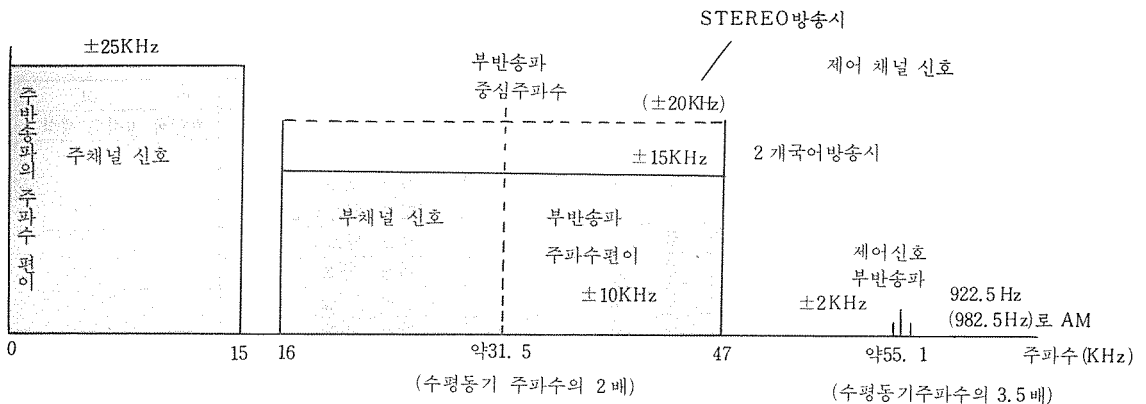 STEREO방송시
±25KHz
부반송파
중심주파수
제어 채널 신호
(±20KHz)
주반송파의 주파수 편이
주채널 신호
±15KHz
2개국어방송시
부채널 신호
부반송파
주파수편이
±10KHz
제어신호
부반송파
±2KHz
922.5Hz
(982.5Hz)로 AM
0
15
16
약31.5
47
약55.1
주파수(KHz)
(수평동기 주파수의 2배)
(수평동기주파수의 3.5배)